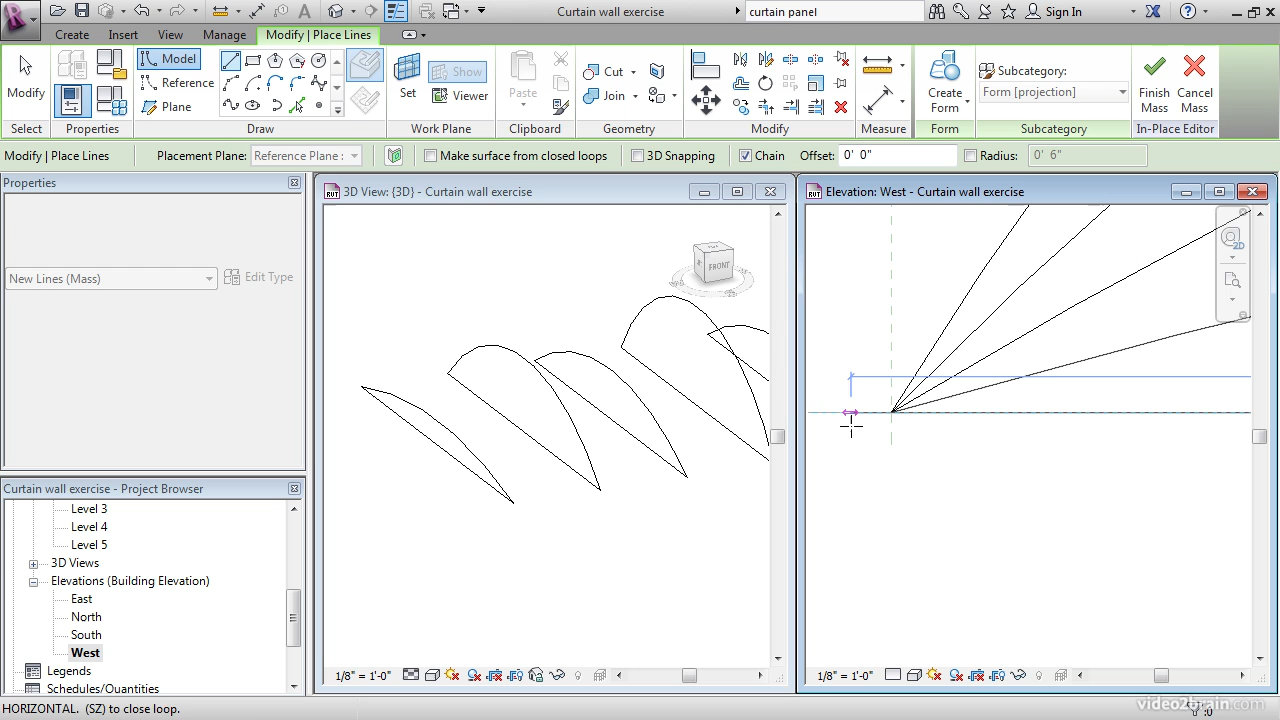 Curtain wall exercise
curtain panel
Sign In
Create
Insert
View
Manage
Modify | Place Lines
Modify
Select
Properties
Model
Reference
Plane
Draw
Set
Show
Viewer
Work Plane
Paste
Clipboard
Cut
Join
Geometry
Modify
Measure
Create
Form
Form
Subcategory:
Form [projection]
Subcategory
Finish
Mass
Cancel
Mass
In-Place Editor
Modify | Place Lines
Placement Plane:
Reference Plane :
Make surface from closed loops
3D Snapping
Chain
Offset:
0' 0"
Radius:
0' 6"
Properties
New Lines (Mass)
Edit Type
Curtain wall exercise - Project Browser
Level 3
Level 4
Level 5
3D Views
Elevations (Building Elevation)
East
North
South
West
Legends
Schedules/Quantities
3D View: {3D} - Curtain wall exercise
FRONT
1/8" = 1'-0"
Elevation: West - Curtain wall exercise
2D
1/8" = 1'-0"
HORIZONTAL. (SZ) to close loop.
video2brain.com
:0